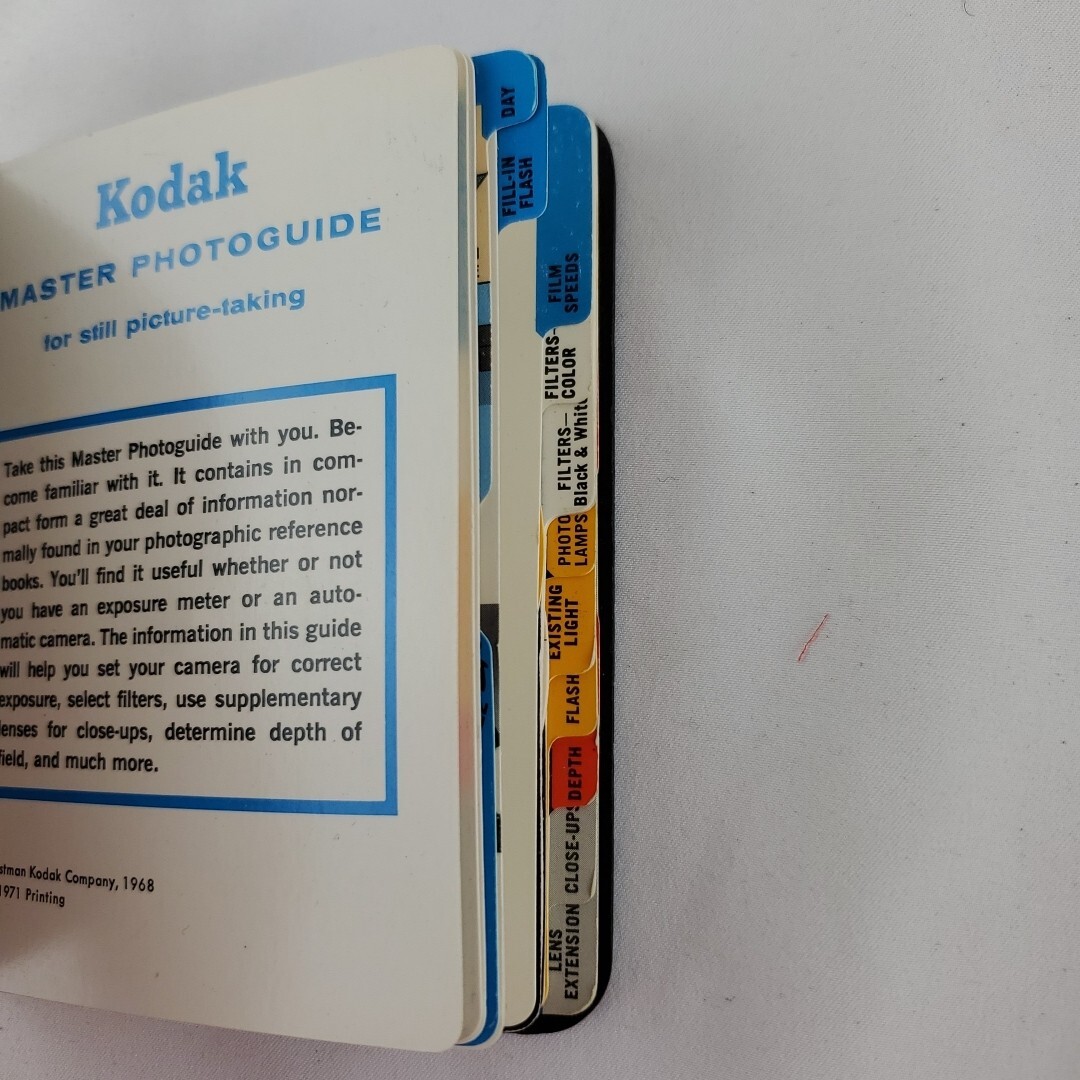 Kodak
MASTER PHOTOGUIDE
for still picture-taking
Take this Master Photoguide with you. Be-
come familiar with it. It contains in com-
pact form a great deal of information nor-
mally found in your photographic reference
books. You'll find it useful whether or not
you have an exposure meter or an auto-
matic camera. The information in this guide
will help you set your camera for correct
exposure, select filters, use supplementary
lenses for close-ups, determine depth of
field, and much more.
stman Kodak Company, 1968
1971 Printing
DAY
FILL-IN
FLASH
FILM
SPEEDS
FILTERS-
COLOR
FILTERS—
Black & White
PHOTO
LAMPS
EXISTING
LIGHT
FLASH
DEPTH
CLOSE-UPS
LENS
EXTENSION